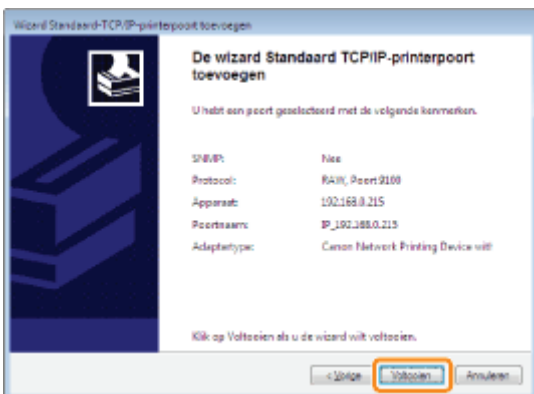 Wizard Standaard-TCP/IP-printerpoort toevoegen
De wizard Standaard TCP/IP-printerpoort
toevoegen
U hebt een poort geselecteerd met de volgende kenmerken.
SNMP: Nee
Protocol: RAW, Poort 9100
Apparaat: 192.168.0.215
Poortnaam: IP_192.168.0.215
Adaptertype: Canon Network Printing Device with
Klik op Voltooien als u de wizard wilt voltooien.
< Vorige Voltooien Annuleren